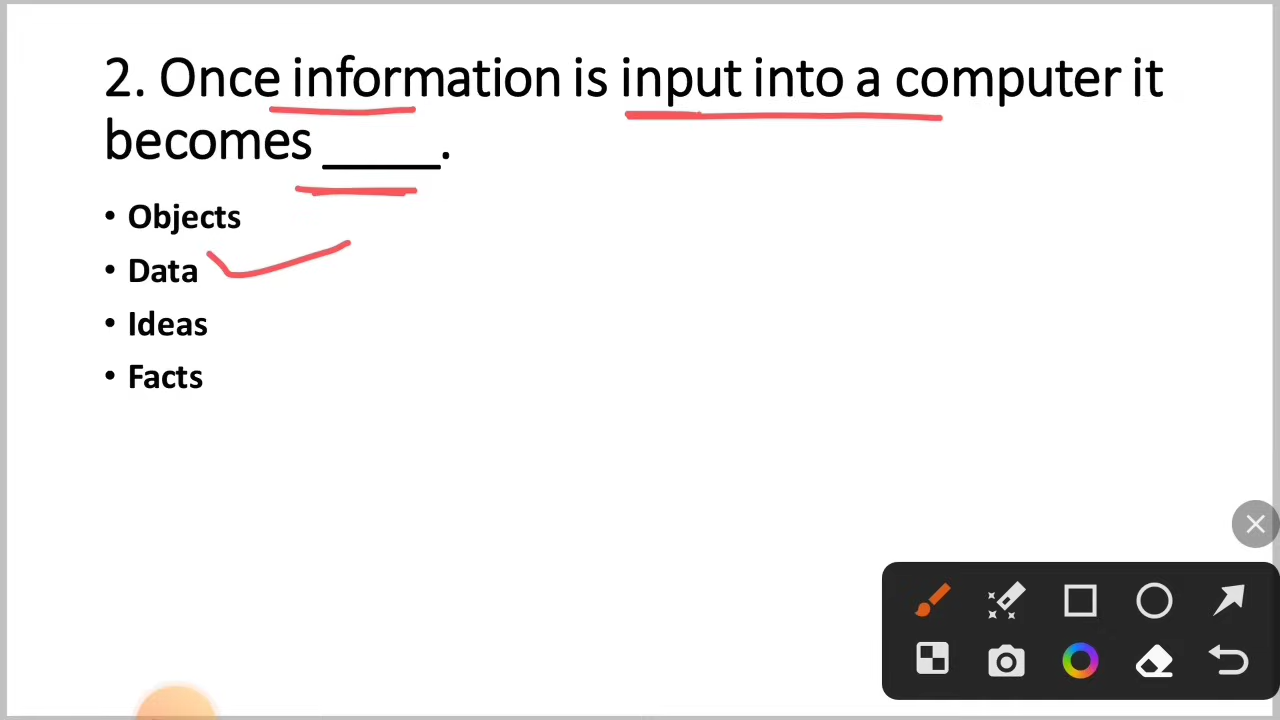 2. Once information is input into a computer it
becomes _____.
• Objects
• Data
• Ideas
• Facts